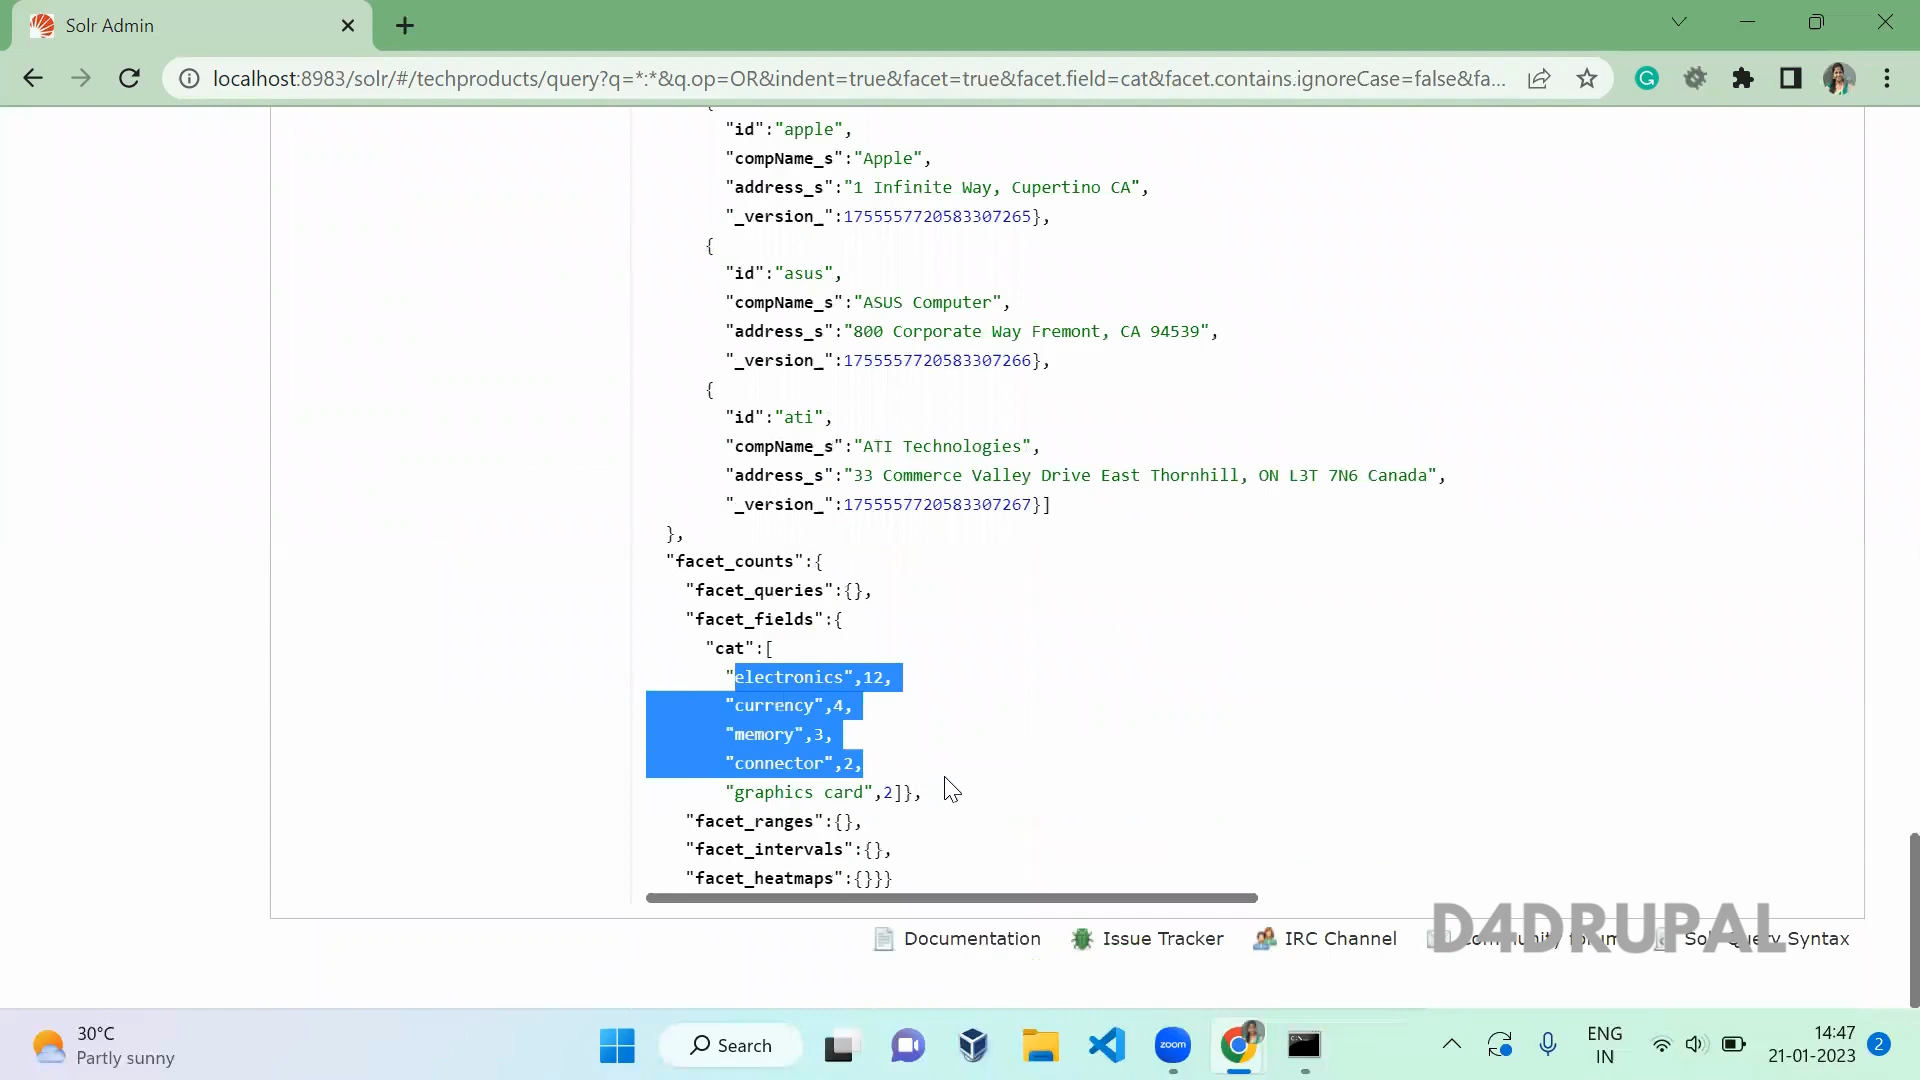 Solr Admin
localhost:8983/solr/#/techproducts/query?q=*:*&q.op=OR&indent=true&facet=true&facet.field=cat&facet.contains.ignoreCase=false&fa...
{
"id":"apple",
"compName_s":"Apple",
"address_s":"1 Infinite Way, Cupertino CA",
"_version_":1755557720583307265},
{
"id":"asus",
"compName_s":"ASUS Computer",
"address_s":"800 Corporate Way Fremont, CA 94539",
"_version_":1755557720583307266},
{
"id":"ati",
"compName_s":"ATI Technologies",
"address_s":"33 Commerce Valley Drive East Thornhill, ON L3T 7N6 Canada",
"_version_":1755557720583307267}]
},
"facet_counts":{
"facet_queries":{},
"facet_fields":{
"cat":[
"electronics",12,
"currency",4,
"memory",3,
"connector",2,
"graphics card",2]},
"facet_ranges":{},
"facet_intervals":{},
"facet_heatmaps":{}}}
Documentation Issue Tracker IRC Channel Community forum Solr Query Syntax
D4DRUPAL
30°C
Partly sunny
Search
zoom
ENG
IN
14:47
21-01-2023
2